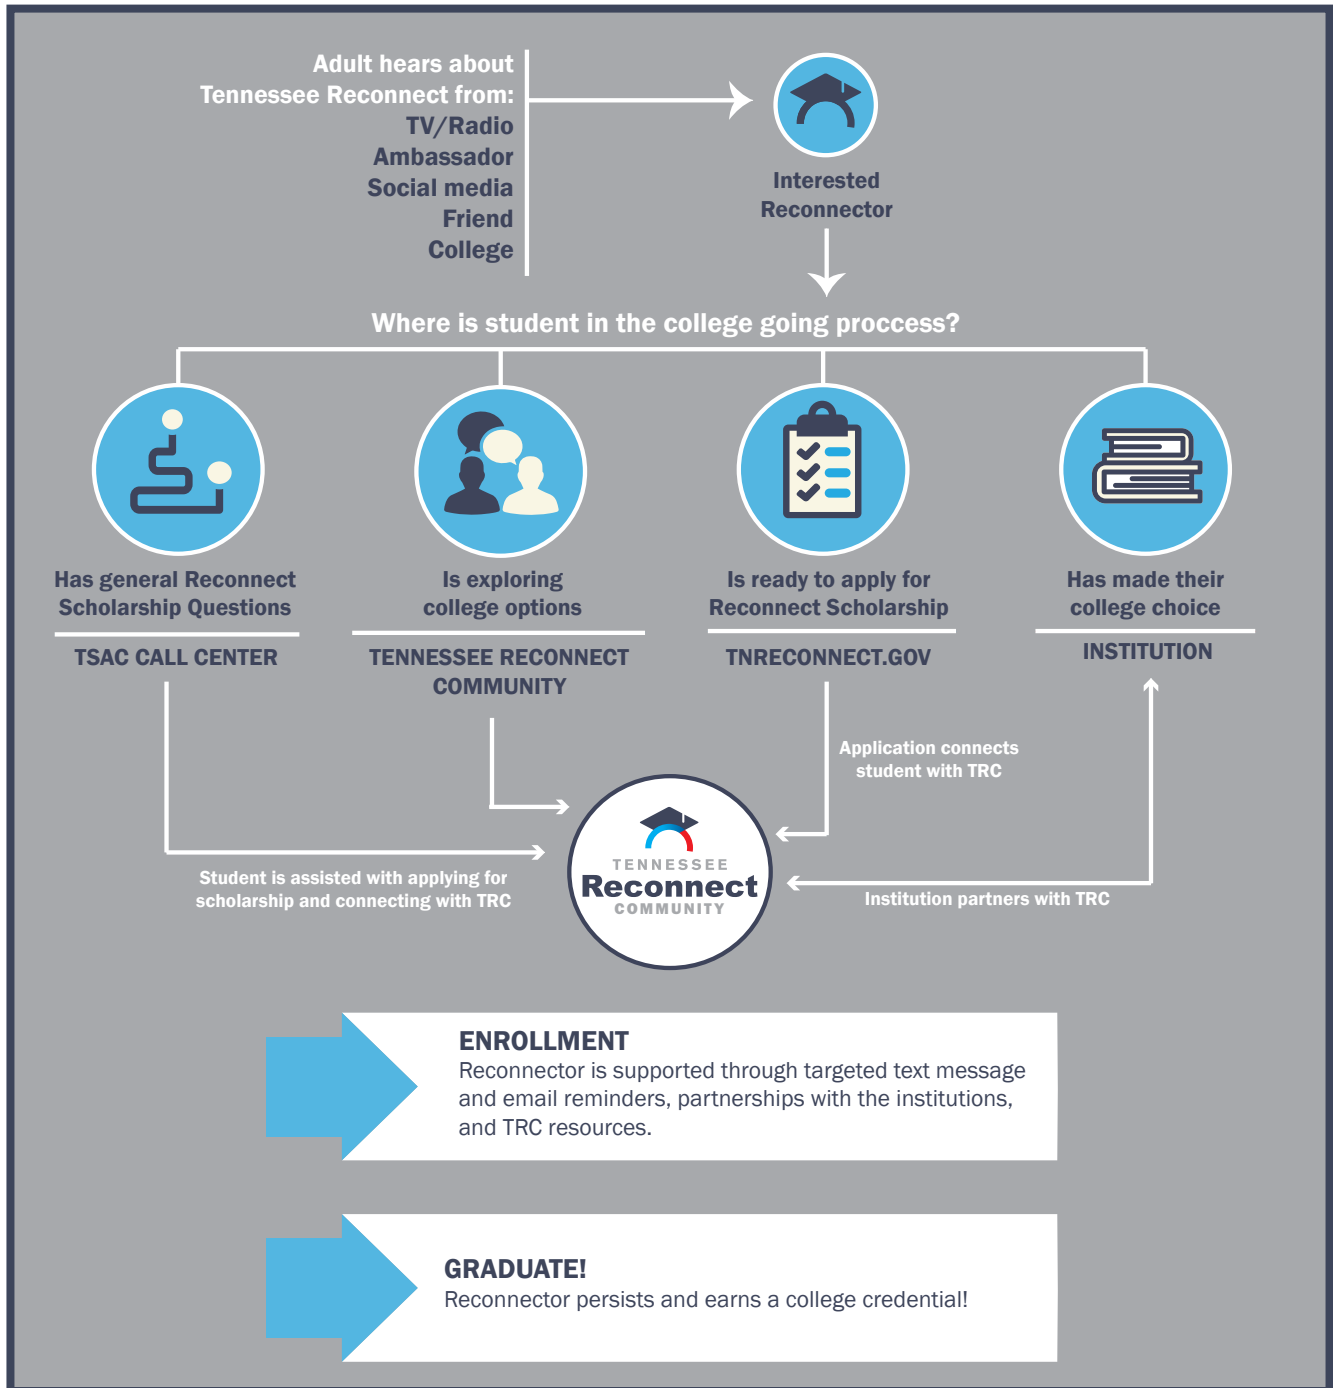 Adult hears about
Tennessee Reconnect from:
TV/Radio
Ambassador
Social media
Friend
College
Interested
Reconnector
Where is student in the college going proccess?
Has general Reconnect
Scholarship Questions
TSAC CALL CENTER
Is exploring
college options
TENNESSEE RECONNECT
COMMUNITY
Is ready to apply for
Reconnect Scholarship
TNRECONNECT.GOV
Has made their
college choice
INSTITUTION
Application connects
student with TRC
Student is assisted with applying for
scholarship and connecting with TRC
TENNESSEE
Reconnect
COMMUNITY
Institution partners with TRC
ENROLLMENT
Reconnector is supported through targeted text message
and email reminders, partnerships with the institutions,
and TRC resources.
GRADUATE!
Reconnector persists and earns a college credential!